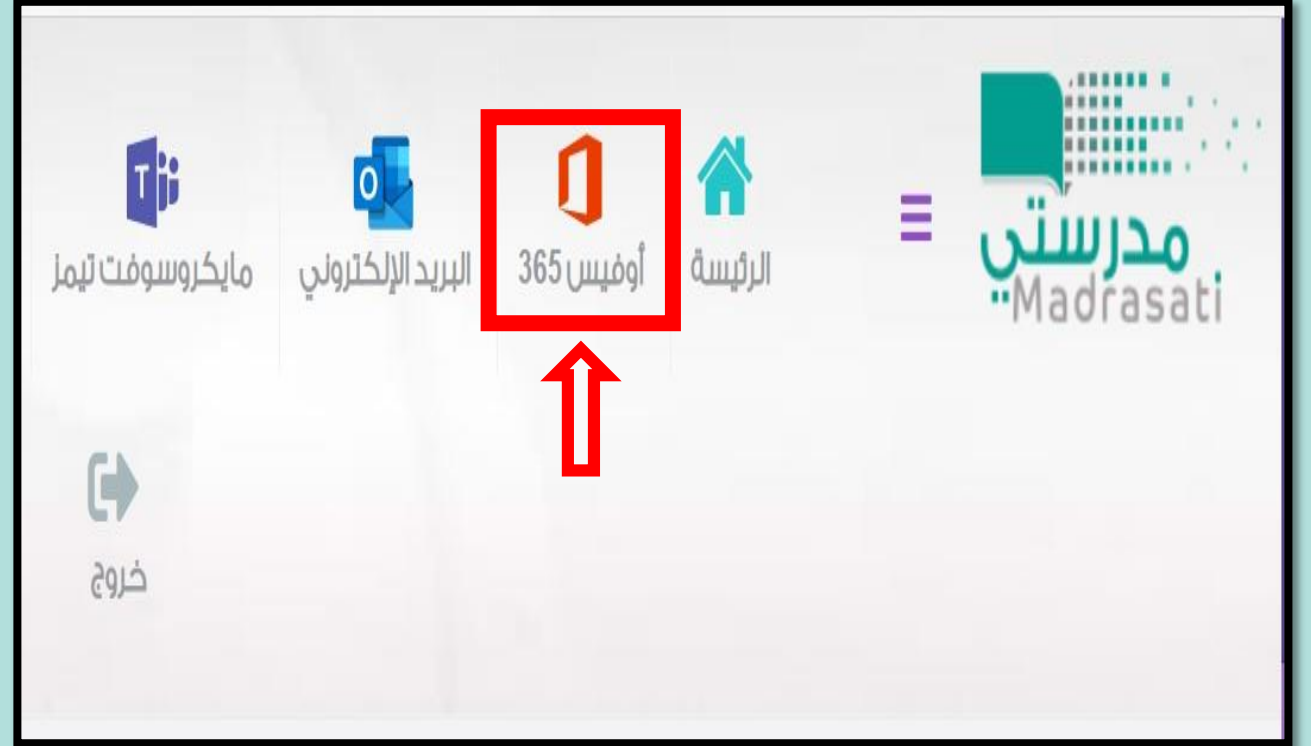 مدرستي
Madrasati
الرئيسة
أوفيس 365
البريد الإلكتروني
مايكروسوفت تيمز
خروج